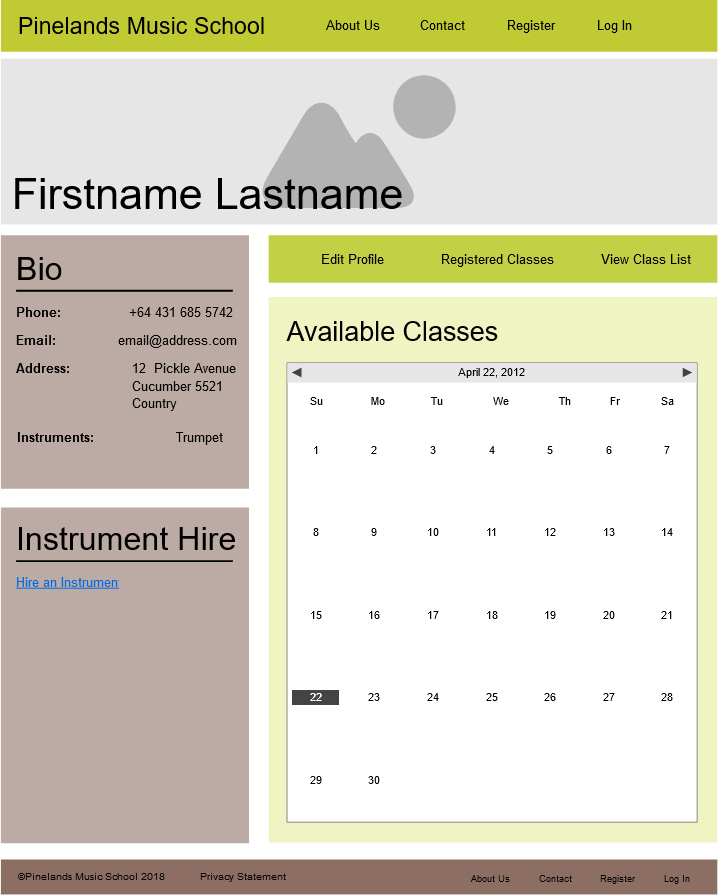 Pinelands Music School About Us Contact Register Log In
Firstname Lastname
Bio
Phone: +64 431 685 5742
Email: email@address.com
Address: 12 Pickle Avenue
Cucumber 5521
Country
Instruments: Trumpet
Instrument Hire
Hire an Instrumen
Edit Profile Registered Classes View Class List
Available Classes
April 22, 2012
Su Mo Tu We Th Fr Sa
1 2 3 4 5 6 7
8 9 10 11 12 13 14
15 16 17 18 19 20 21
22 23 24 25 26 27 28
29 30
©Pinelands Music School 2018 Privacy Statement About Us Contact Register Log In